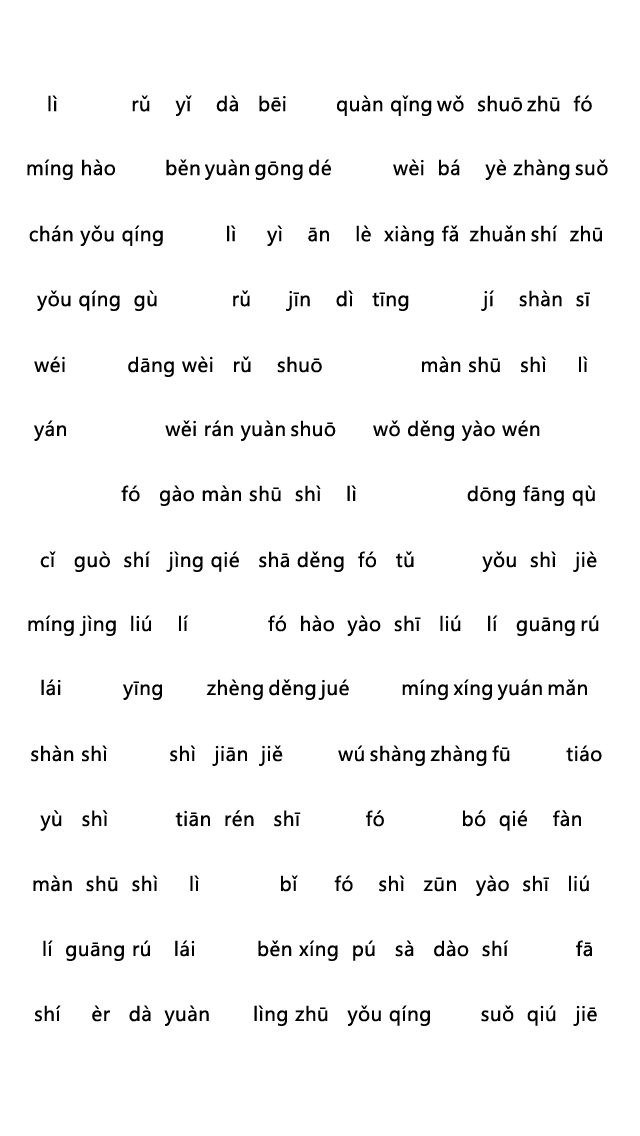 lì rǔ yǐ dà bēi quàn qǐng wǒ shuō zhū fó
míng hào běn yuàn gōng dé wèi bá yè zhàng suǒ
chán yǒu qíng lì yì ān lè xiàng fǎ zhuǎn shí zhū
yǒu qíng gù rǔ jīn dì tīng jí shàn sī
wéi dāng wèi rǔ shuō màn shū shì lì
yán wěi rán yuàn shuō wǒ děng yào wén
fó gào màn shū shì lì dōng fāng qù
cǐ guò shí jìng qié shā děng fó tǔ yǒu shì jiè
míng jìng liú lí fó hào yào shī liú lí guāng rú
lái yīng zhèng děng jué míng xíng yuán mǎn
shàn shì shì jiān jiě wú shàng zhàng fū tiáo
yù shì tiān rén shī fó bó qié fàn
màn shū shì lì bǐ fó shì zūn yào shī liú
lí guāng rú lái běn xíng pú sà dào shí fā
shí èr dà yuàn lìng zhū yǒu qíng suǒ qiú jiē